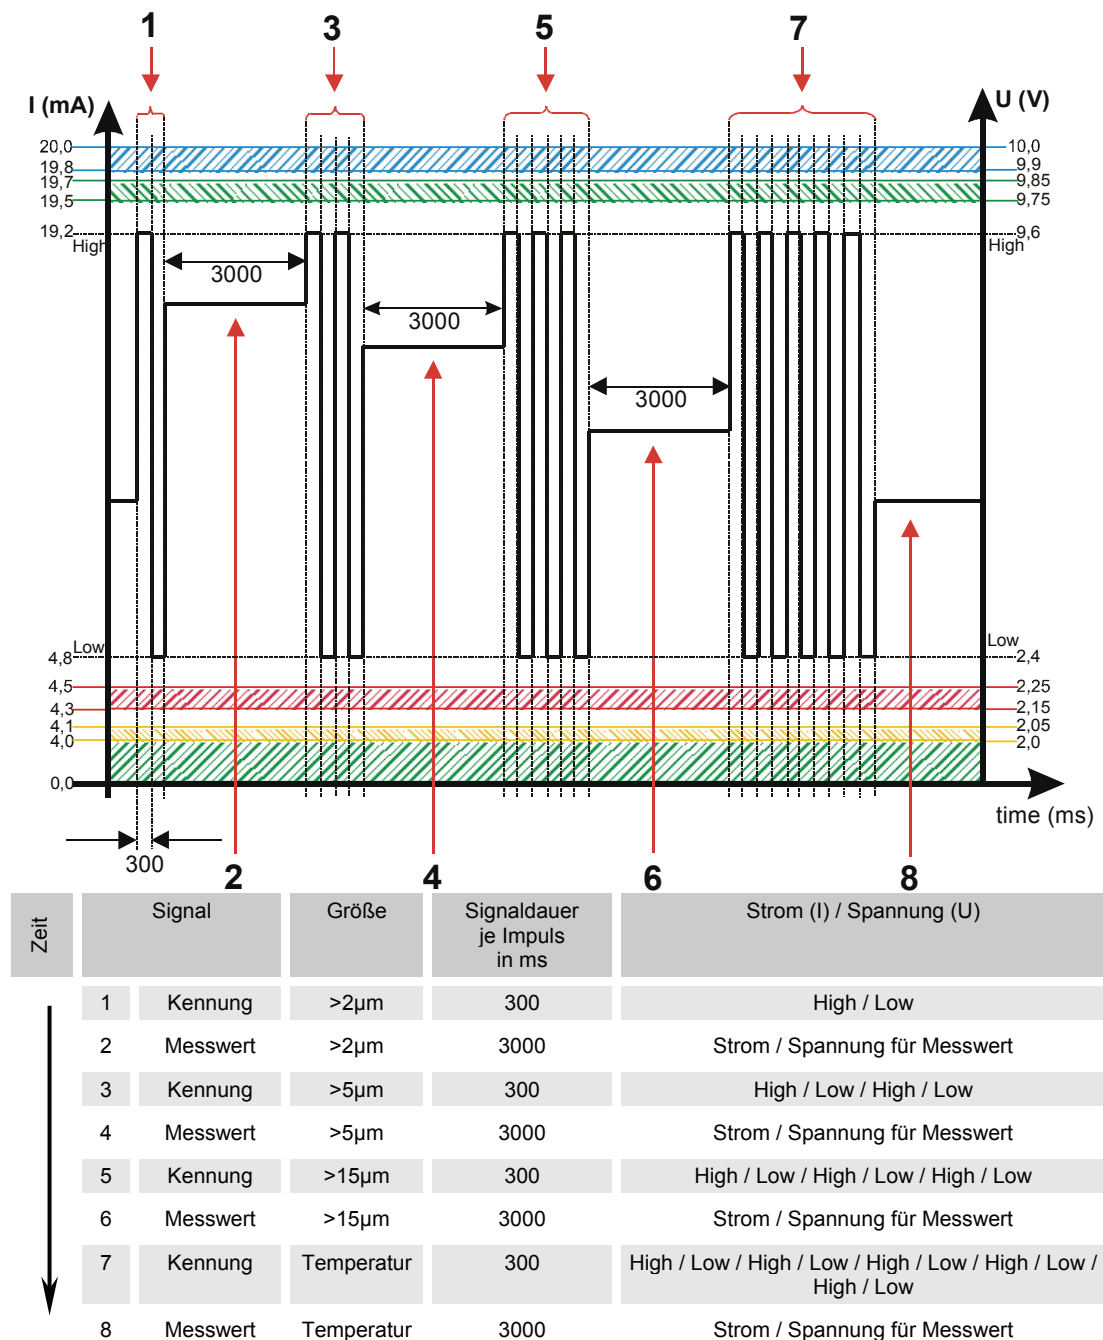 1 3 5 7
I (mA) U (V)
20,0 10,0
19,8 9,9
19,7 9,85
19,5 9,75
19,2 9,6
High High
3000
3000
3000
Low Low
4,8 2,4
4,5 2,25
4,3 2,15
4,1 2,05
4,0 2,0
0,0
time (ms)
300
2 4 6 8
Zeit Signal Größe Signaldauer je Impuls in ms Strom (I) / Spannung (U)
1 Kennung >2µm 300 High / Low
2 Messwert >2µm 3000 Strom / Spannung für Messwert
3 Kennung >5µm 300 High / Low / High / Low
4 Messwert >5µm 3000 Strom / Spannung für Messwert
5 Kennung >15µm 300 High / Low / High / Low / High / Low
6 Messwert >15µm 3000 Strom / Spannung für Messwert
7 Kennung Temperatur 300 High / Low / High / Low / High / Low / High / Low /
High / Low
8 Messwert Temperatur 3000 Strom / Spannung für Messwert